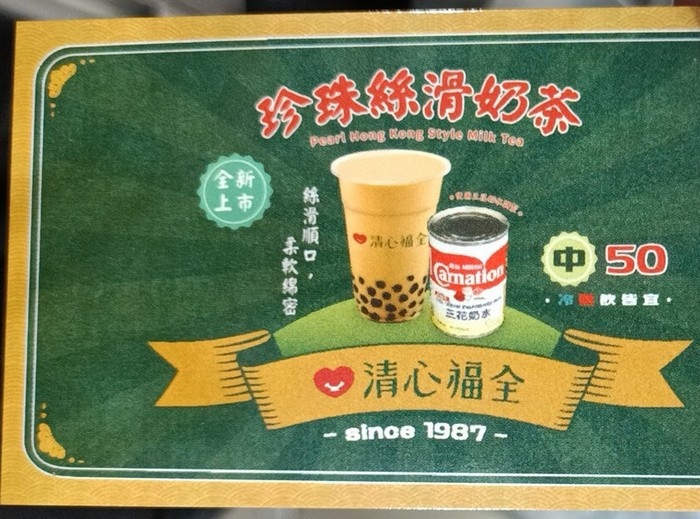 珍珠絲滑奶茶
Pearl Hong Kong Style Milk Tea
全新
上市
絲滑順口，
柔軟綿密
清心福全
Carnation
三花奶水
中 50
·冷熱飲皆宜·
清心福全
- since 1987 -